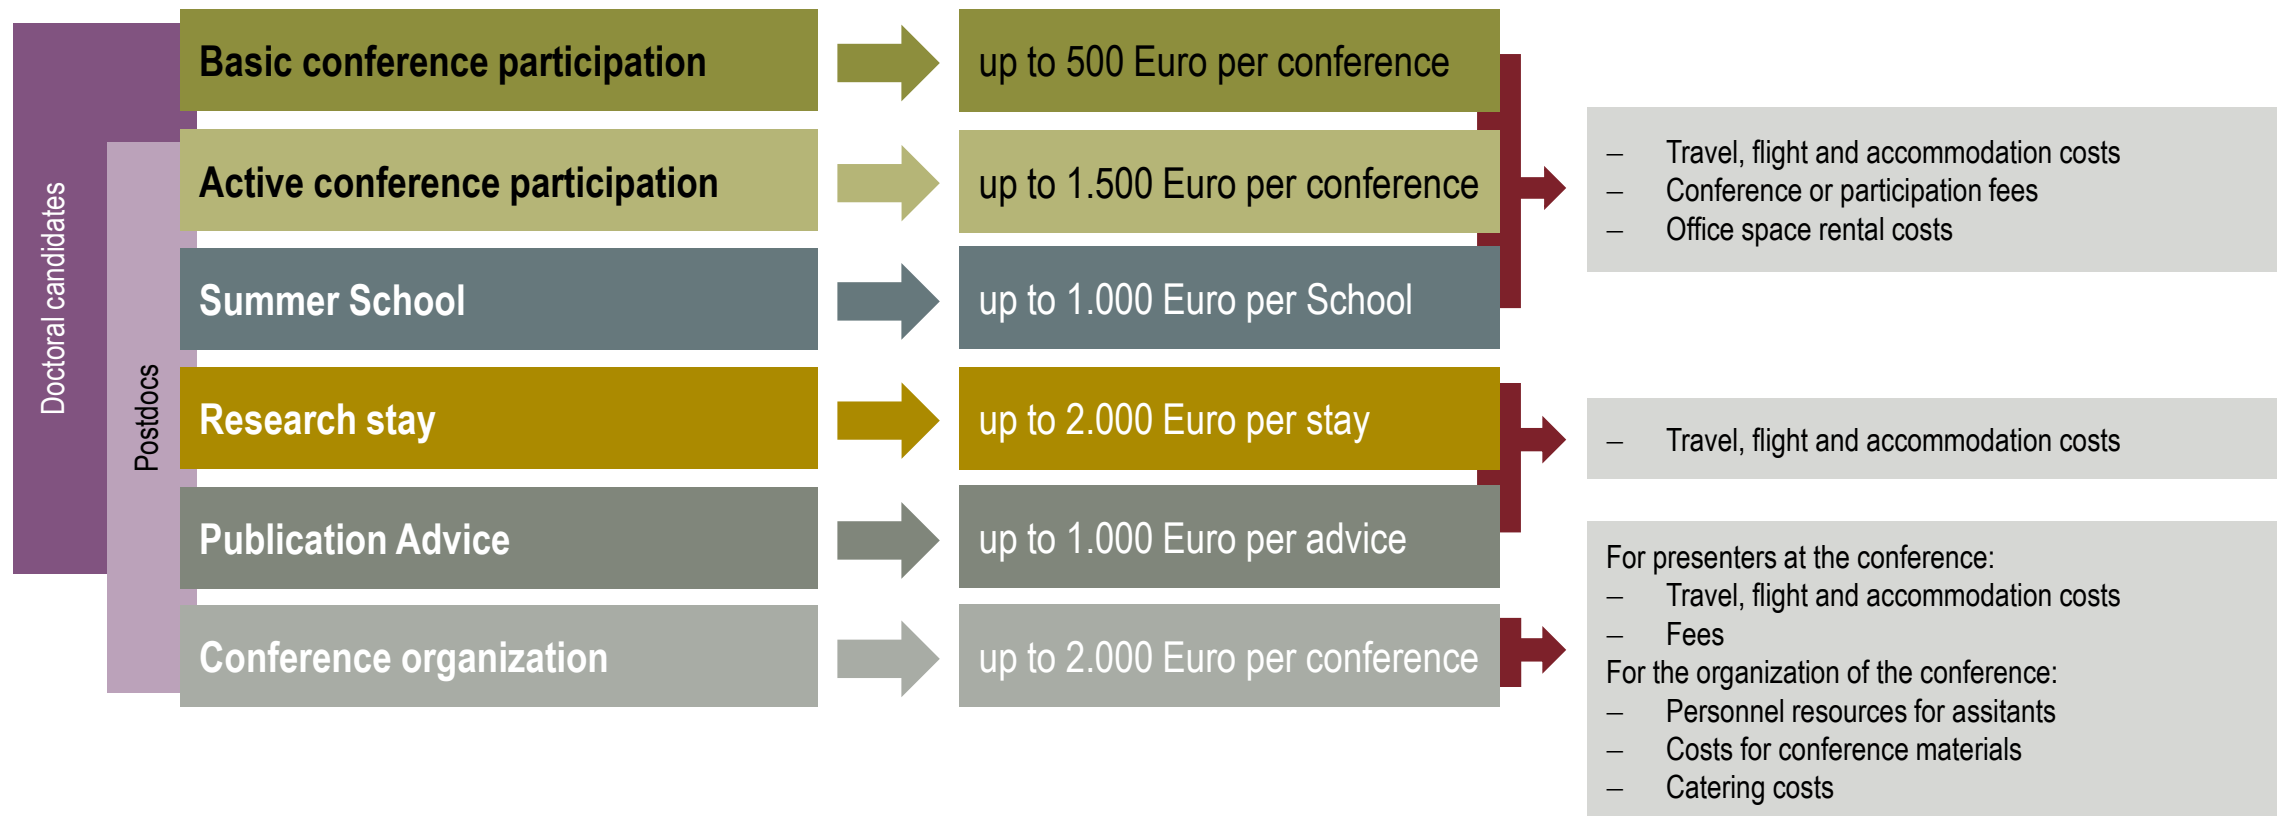 Doctoral candidates
Postdocs
Basic conference participation
up to 500 Euro per conference
Active conference participation
up to 1.500 Euro per conference
Summer School
up to 1.000 Euro per School
– Travel, flight and accommodation costs
– Conference or participation fees
– Office space rental costs
Research stay
up to 2.000 Euro per stay
Publication Advice
up to 1.000 Euro per advice
– Travel, flight and accommodation costs
Conference organization
up to 2.000 Euro per conference
For presenters at the conference:
– Travel, flight and accommodation costs
– Fees
For the organization of the conference:
– Personnel resources for assitants
– Costs for conference materials
– Catering costs